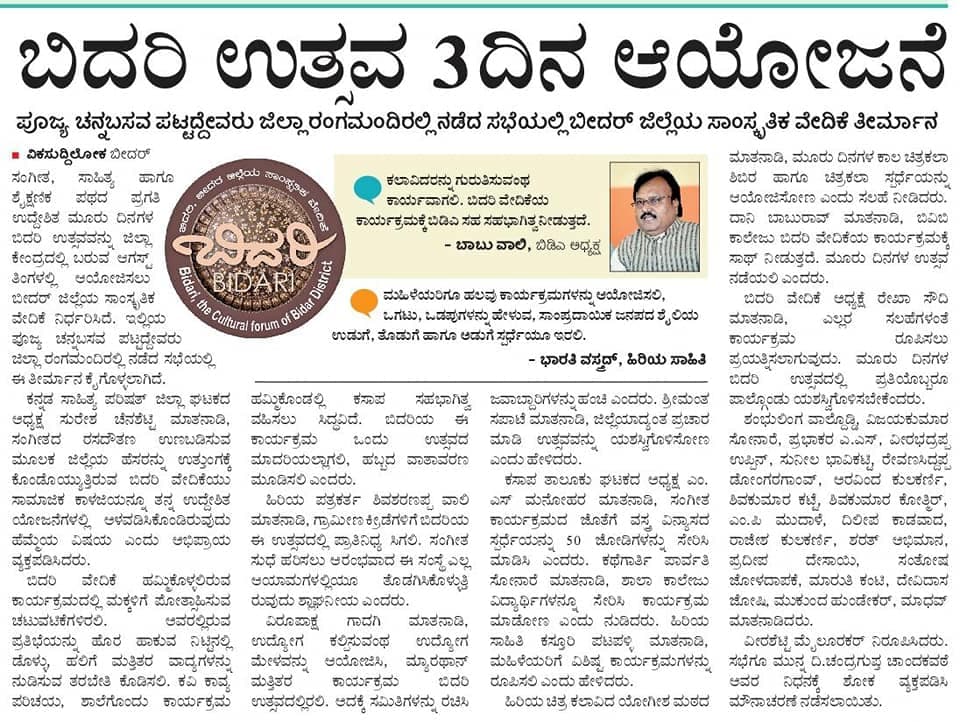 ಬಿದರಿ ಉತ್ಸವ 3 ದಿನ ಆಯೋಜನೆ
ಪೂಜ್ಯ ಚನ್ನಬಸವ ಪಟ್ಟದ್ದೇವರು ಜಿಲ್ಲಾ ರಂಗಮಂದಿರಲ್ಲಿ ನಡೆದ ಸಭೆಯಲ್ಲಿ ಬೀದರ್ ಜಿಲ್ಲೆಯ ಸಾಂಸ್ಕೃತಿಕ ವೇದಿಕೆ ತೀರ್ಮಾನ
ವಿಕಸುದ್ದಿಲೋಕ ಬೀದರ್
ಸಂಗೀತ, ಸಾಹಿತ್ಯ ಹಾಗೂ
ಶೈಕ್ಷಣಿಕ ಪಥದ ಪ್ರಗತಿ
ಉದ್ದೇಶಿತ ಮೂರು ದಿನಗಳ
ಬಿದರಿ ಉತ್ಸವವನ್ನು ಜಿಲ್ಲಾ
ಕೇಂದ್ರದಲ್ಲಿ ಬರುವ ಆಗಸ್ಟ್
ತಿಂಗಳಲ್ಲಿ ಆಯೋಜಿಸಲು
ಬೀದರ್ ಜಿಲ್ಲೆಯ ಸಾಂಸ್ಕೃತಿಕ
ವೇದಿಕೆ ನಿರ್ಧರಿಸಿದೆ. ಇಲ್ಲಿಯ
ಪೂಜ್ಯ ಚನ್ನಬಸವ ಪಟ್ಟದ್ದೇವರು
ಜಿಲ್ಲಾ ರಂಗಮಂದಿರಲ್ಲಿ ನಡೆದ ಸಭೆಯಲ್ಲಿ
ಈ ತೀರ್ಮಾನ ಕೈಗೊಳ್ಳಲಾಗಿದೆ.
ಕನ್ನಡ ಸಾಹಿತ್ಯ ಪರಿಷತ್ ಜಿಲ್ಲಾ ಘಟಕದ
ಅಧ್ಯಕ್ಷ ಸುರೇಶ ಚೆನಶೆಟ್ಟಿ ಮಾತನಾಡಿ,
ಸಂಗೀತದ ರಸದೌತಣ ಉಣಬಡಿಸುವ
ಮೂಲಕ ಜಿಲ್ಲೆಯ ಹೆಸರನ್ನು ಉತ್ತುಂಗಕ್ಕೆ
ಕೊಂಡೊಯ್ಯುತ್ತಿರುವ ಬಿದರಿ ವೇದಿಕೆಯು
ಸಾಮಾಜಿಕ ಕಾಳಜಿಯನ್ನೂ ತನ್ನ ಉದ್ದೇಶಿತ
ಯೋಜನೆಗಳಲ್ಲಿ ಅಳವಡಿಸಿಕೊಂಡಿರುವುದು
ಹೆಮ್ಮೆಯ ವಿಷಯ ಎಂದು ಅಭಿಪ್ರಾಯ
ವ್ಯಕ್ತಪಡಿಸಿದರು.
ಬಿದರಿ ವೇದಿಕೆ ಹಮ್ಮಿಕೊಳ್ಳಲಿರುವ
ಕಾರ್ಯಕ್ರಮದಲ್ಲಿ ಮಕ್ಕಳಿಗೆ ಪ್ರೋತ್ಸಾಹಿಸುವ
ಚಟುವಟಿಕೆಗಳಿರಲಿ. ಅವರಲ್ಲಿರುವ
ಪ್ರತಿಭೆಯನ್ನು ಹೊರ ಹಾಕುವ ನಿಟ್ಟಿನಲ್ಲಿ
ಡೊಳ್ಳು, ಹಲಿಗೆ ಮತ್ತಿತರ ವಾದ್ಯಗಳನ್ನು
ನುಡಿಸುವ ತರಬೇತಿ ಕೊಡಿಸಲಿ. ಕವಿ ಕಾವ್ಯ
ಪರಿಚಯ, ಶಾಲೆಗೊಂದು ಕಾರ್ಯಕ್ರಮ
ಬಿದರಿ, ಬೀದರ ಜಿಲ್ಲೆಯ ಸಾಂಸ್ಕೃತಿಕ ವೇದಿಕೆ
ಬಿದರಿ
BIDARI
Bidari, the Cultural forum of Bidar District
ಕಲಾವಿದರನ್ನು ಗುರುತಿಸುವಂಥ
ಕಾರ್ಯವಾಗಲಿ. ಬಿದರಿ ವೇದಿಕೆಯ
ಕಾರ್ಯಕ್ರಮಕ್ಕೆ ಬಿಡಿಎ ಸಹ ಸಹಭಾಗಿತ್ವ ನೀಡುತ್ತದೆ.
– ಬಾಬು ವಾಲಿ, ಬಿಡಿಎ ಅಧ್ಯಕ್ಷ
ಮಹಿಳೆಯರಿಗೂ ಹಲವು ಕಾರ್ಯಕ್ರಮಗಳನ್ನು ಆಯೋಜಿಸಲಿ,
ಒಗಟು, ಒಡಪುಗಳನ್ನು ಹೇಳುವ, ಸಾಂಪ್ರದಾಯಿಕ ಜನಪದ ಶೈಲಿಯ
ಉಡುಗೆ, ತೊಡುಗೆ ಹಾಗೂ ಅಡುಗೆ ಸ್ಪರ್ಧೆಯೂ ಇರಲಿ.
– ಭಾರತಿ ವಸ್ತ್ರದ್, ಹಿರಿಯ ಸಾಹಿತಿ
ಹಮ್ಮಿಕೊಂಡಲ್ಲಿ ಕಸಾಪ ಸಹಭಾಗಿತ್ವ
ವಹಿಸಲು ಸಿದ್ಧವಿದೆ. ಬಿದರಿಯ ಈ
ಕಾರ್ಯಕ್ರಮ ಒಂದು ಉತ್ಸವದ
ಮಾದರಿಯಲ್ಲಾಗಲಿ, ಹಬ್ಬದ ವಾತಾವರಣ
ಮೂಡಿಸಲಿ ಎಂದರು.
ಹಿರಿಯ ಪತ್ರಕರ್ತ ಶಿವಶರಣಪ್ಪ ವಾಲಿ
ಮಾತನಾಡಿ, ಗ್ರಾಮೀಣ ಕ್ರೀಡೆಗಳಿಗೆ ಬಿದರಿಯ
ಈ ಉತ್ಸವದಲ್ಲಿ ಪ್ರಾತಿನಿಧ್ಯ ಸಿಗಲಿ. ಸಂಗೀತ
ಸುಧೆ ಹರಿಸಲು ಆರಂಭವಾದ ಈ ಸಂಸ್ಥೆ ಎಲ್ಲ
ಆಯಾಮಗಳಲ್ಲಿಯೂ ತೊಡಗಿಸಿಕೊಳ್ಳುತ್ತಿ
ರುವುದು ಶ್ಲಾಘನೀಯ ಎಂದರು.
ವಿರೂಪಾಕ್ಷ ಗಾದಗಿ ಮಾತನಾಡಿ,
ಉದ್ಯೋಗ ಕಲ್ಪಿಸುವಂಥ ಉದ್ಯೋಗ
ಮೇಳವನ್ನು ಆಯೋಜಿಸಿ, ಮ್ಯಾರಥಾನ್
ಮತ್ತಿತರ ಕಾರ್ಯಕ್ರಮ ಬಿದರಿ
ಉತ್ಸವದಲ್ಲಿರಲಿ. ಅದಕ್ಕೆ ಸಮಿತಿಗಳನ್ನು ರಚಿಸಿ
ಜವಾಬ್ದಾರಿಗಳನ್ನು ಹಂಚಿ ಎಂದರು. ಶ್ರೀಮಂತ
ಸಪಾಟೆ ಮಾತನಾಡಿ, ಜಿಲ್ಲೆಯಾದ್ಯಂತ ಪ್ರಚಾರ
ಮಾಡಿ ಉತ್ಸವವನ್ನು ಯಶಸ್ವಿಗೊಳಿಸೋಣ
ಎಂದು ಹೇಳಿದರು.
ಕಸಾಪ ತಾಲೂಕು ಘಟಕದ ಅಧ್ಯಕ್ಷ ಎಂ.
ಎಸ್ ಮನೋಹರ ಮಾತನಾಡಿ, ಸಂಗೀತ
ಕಾರ್ಯಕ್ರಮದ ಜೊತೆಗೆ ವಸ್ತ್ರ ವಿನ್ಯಾಸದ
ಸ್ಪರ್ಧೆಯನ್ನು 50 ಜೋಡಿಗಳನ್ನು ಸೇರಿಸಿ
ಮಾಡಿಸಿ ಎಂದರು. ಕಥೆಗಾರ್ತಿ ಪಾರ್ವತಿ
ಸೋನಾರೆ ಮಾತನಾಡಿ, ಶಾಲಾ ಕಾಲೇಜು
ವಿದ್ಯಾರ್ಥಿಗಳನ್ನೂ ಸೇರಿಸಿ ಕಾರ್ಯಕ್ರಮ
ಮಾಡೋಣ ಎಂದು ನುಡಿದರು. ಹಿರಿಯ
ಸಾಹಿತಿ ಕಸ್ತೂರಿ ಪಟಪಳ್ಳಿ ಮಾತನಾಡಿ,
ಮಹಿಳೆಯರಿಗೆ ವಿಶಿಷ್ಟ ಕಾರ್ಯಕ್ರಮಗಳನ್ನು
ರೂಪಿಸಲಿ ಎಂದು ಹೇಳಿದರು.
ಹಿರಿಯ ಚಿತ್ರ ಕಲಾವಿದ ಯೋಗೀಶ ಮಠದ
ಮಾತನಾಡಿ, ಮೂರು ದಿನಗಳ ಕಾಲ ಚಿತ್ರಕಲಾ
ಶಿಬಿರ ಹಾಗೂ ಚಿತ್ರಕಲಾ ಸ್ಪರ್ಧೆಯನ್ನು
ಆಯೋಜಿಸೋಣ ಎಂದು ಸಲಹೆ ನೀಡಿದರು.
ದಾನಿ ಬಾಬುರಾವ್ ಮಾತನಾಡಿ, ಬಿವಿಬಿ
ಕಾಲೇಜು ಬಿದರಿ ವೇದಿಕೆಯ ಕಾರ್ಯಕ್ರಮಕ್ಕೆ
ಸಾಥ್ ನೀಡುತ್ತದೆ. ಮೂರು ದಿನಗಳ ಉತ್ಸವ
ನಡೆಯಲಿ ಎಂದರು.
ಬಿದರಿ ವೇದಿಕೆ ಅಧ್ಯಕ್ಷೆ ರೇಖಾ ಸೌದಿ
ಮಾತನಾಡಿ, ಎಲ್ಲರ ಸಲಹೆಗಳಂತೆ
ಕಾರ್ಯಕ್ರಮ ರೂಪಿಸಲು
ಪ್ರಯತ್ನಿಸಲಾಗುವುದು. ಮೂರು ದಿನಗಳ
ಬಿದರಿ ಉತ್ಸವದಲ್ಲಿ ಪ್ರತಿಯೊಬ್ಬರೂ
ಪಾಲ್ಗೊಂಡು ಯಶಸ್ವಿಗೊಳಿಸಬೇಕೆಂದರು.
ಶಂಭುಲಿಂಗ ವಾಲ್ದೊಡ್ಡಿ, ವಿಜಯಕುಮಾರ
ಸೋನಾರೆ, ಪ್ರಭಾಕರ ಎ.ಎಸ್, ವೀರಭದ್ರಪ್ಪ
ಉಪ್ಪಿನ್, ಸುನೀಲ ಭಾವಿಕಟ್ಟಿ, ರೇವಣಸಿದ್ದಪ್ಪ
ಡೋಂಗರಗಾಂವ್, ಅರವಿಂದ ಕುಲಕರ್ಣಿ,
ಶಿವಕುಮಾರ ಕಟ್ಟೆ, ಶಿವಕುಮಾರ ಕೋತ್ಮಿರ್,
ಎಂ.ಪಿ ಮುದಾಳೆ, ದಿಲೀಪ ಕಾಡವಾದ,
ರಾಜೇಶ ಕುಲಕರ್ಣಿ, ಶರತ್ ಅಭಿಮಾನ,
ಪ್ರದೀಪ ದೇಸಾಯಿ, ಸಂತೋಷ
ಜೋಳದಾಪಕೆ, ಮಾರುತಿ ಕಂಟಿ, ದೇವಿದಾಸ
ಜೋಷಿ, ಮುಕುಂದ ಹುಂಡೇಕರ್, ಮಾಧವ್
ಮಾತನಾಡಿದರು.
ವೀರಶೆಟ್ಟಿ ಮೈಲೂರಕರ್ ನಿರೂಪಿಸಿದರು.
ಸಭೆಗೂ ಮುನ್ನ ದಿ.ಚಂದ್ರಗುಪ್ತ ಚಾಂದಕವಠೆ
ಅವರ ನಿಧನಕ್ಕೆ ಶೋಕ ವ್ಯಕ್ತಪಡಿಸಿ
ಮೌನಾಚರಣೆ ನಡೆಸಲಾಯಿತು.